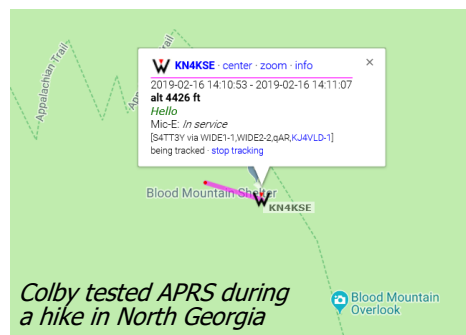 Appalachian Trail
Ap
rail
KN4KSE · center · zoom · info
×
2019-02-16 14:10:53 - 2019-02-16 14:11:07
alt 4426 ft
Hello
Mic-E: In service
[S4TT3Y via WIDE1-1,WIDE2-2,qAR,KJ4VLD-1]
being tracked · stop tracking
Blood Mountain Shelter
KN4KSE
Blood Mountain
Overlook
Colby tested APRS during
a hike in North Georgia